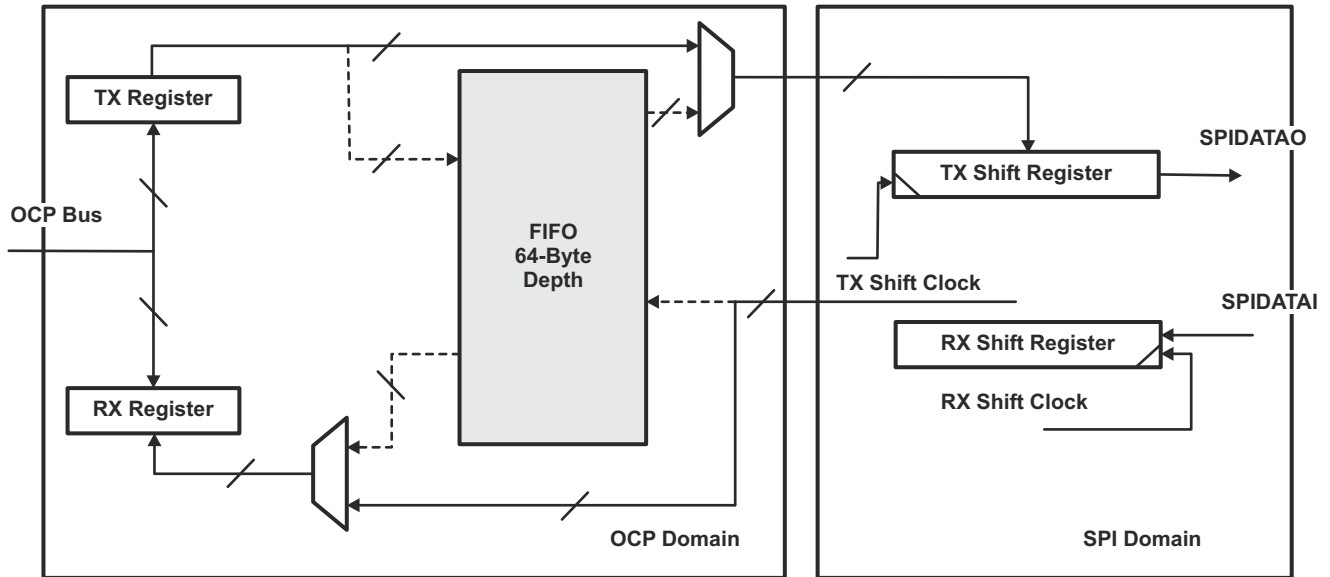 TX Register
SPIDATAO
TX Shift Register
OCP Bus
FIFO
64-Byte
Depth
TX Shift Clock
SPIDATAI
RX Shift Register
RX Register
RX Shift Clock
OCP Domain
SPI Domain